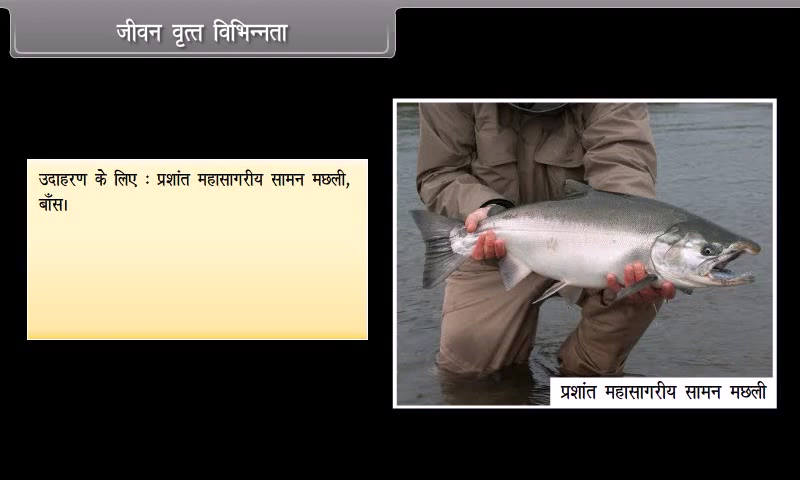 जीवन वृत्त विभिन्नता
उदाहरण के लिए : प्रशांत महासागरीय सामन मछली,
बाँस।
प्रशांत महासागरीय सामन मछली